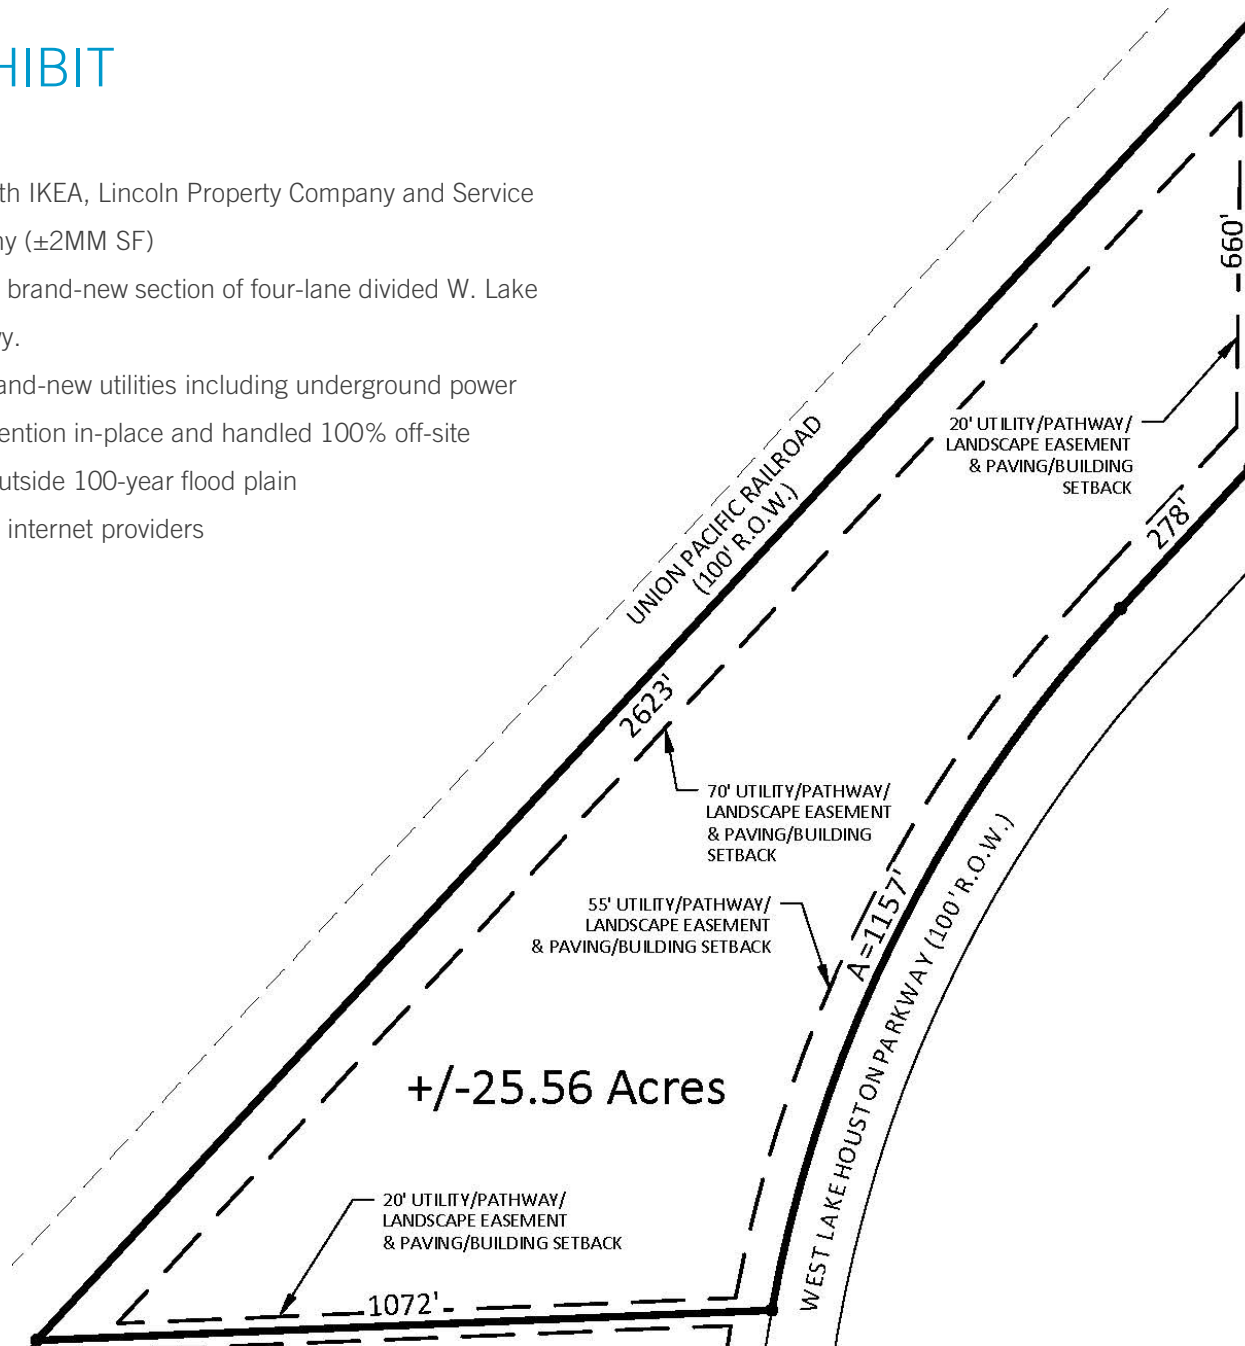 HIBIT
th IKEA, Lincoln Property Company and Service
ny (±2MM SF)
brand-new section of four-lane divided W. Lake
y.
and-new utilities including underground power
ention in-place and handled 100% off-site
utside 100-year flood plain
internet providers
660'
20' UTILITY/PATHWAY/
LANDSCAPE EASEMENT
& PAVING/BUILDING
SETBACK
UNION PACIFIC RAILROAD
(100' R.O.W.)
278'
2623'
70' UTILITY/PATHWAY/
LANDSCAPE EASEMENT
& PAVING/BUILDING
SETBACK
55' UTILITY/PATHWAY/
LANDSCAPE EASEMENT
& PAVING/BUILDING SETBACK
A=1157'
WEST LAKE HOUSTON PARKWAY (100' R.O.W.)
+/-25.56 Acres
20' UTILITY/PATHWAY/
LANDSCAPE EASEMENT
& PAVING/BUILDING SETBACK
1072'